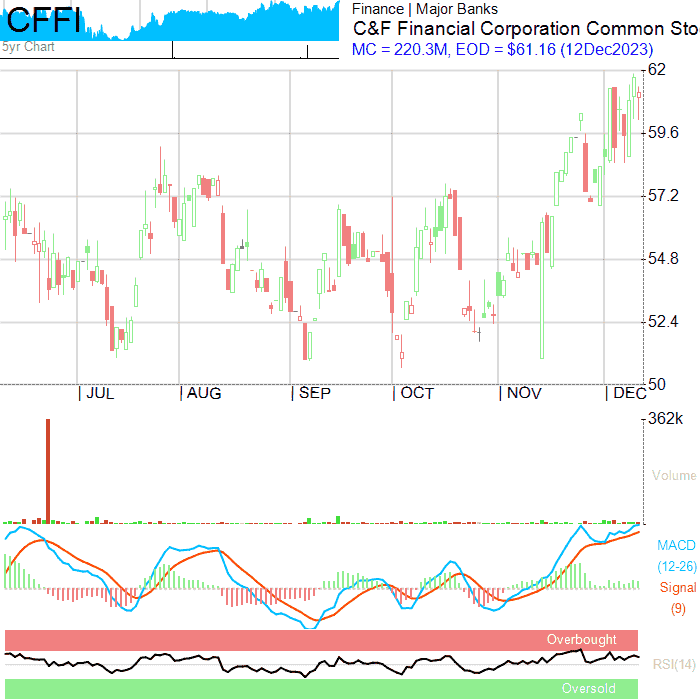 CFFI
5yr Chart
Finance | Major Banks
C&F Financial Corporation Common Sto
MC = 220.3M, EOD = $61.16 (12Dec2023)
62
59.6
57.2
54.8
52.4
50
| JUL | AUG | SEP | OCT | NOV | DEC
362k
Volume
MACD
(12-26)
Signal
(9)
Overbought
RSI(14)
Oversold